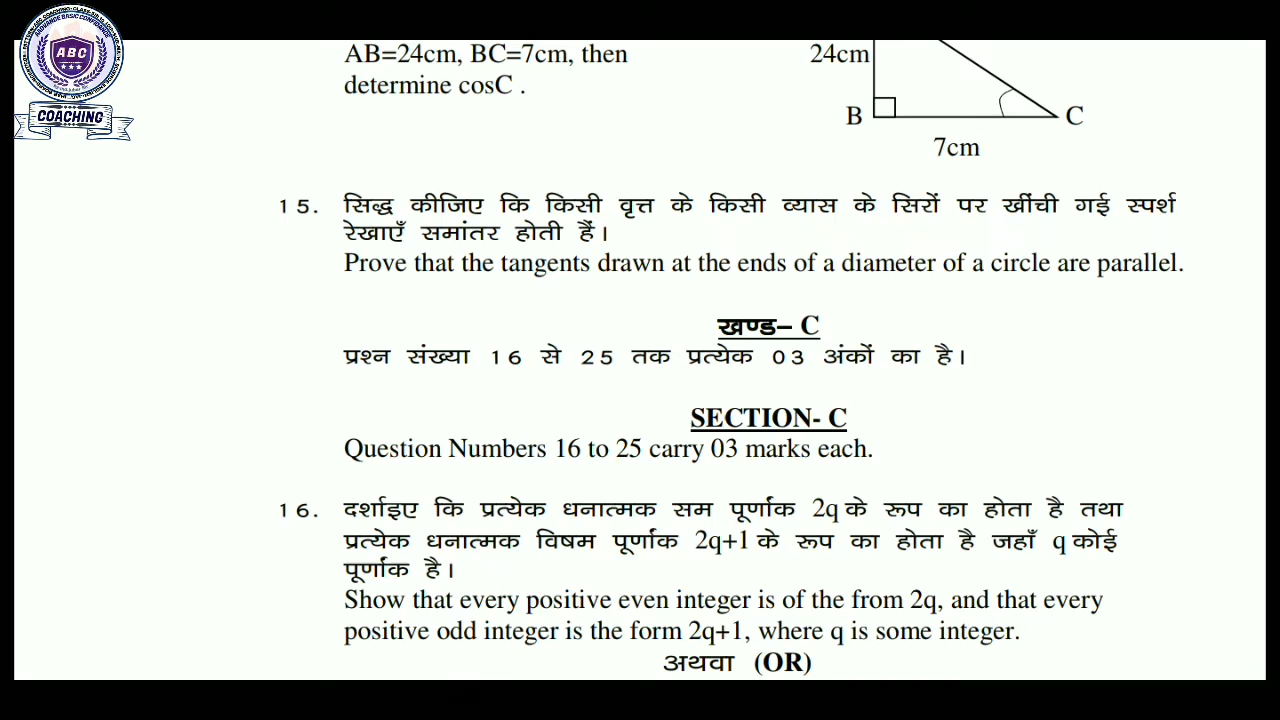 ABC
COACHING
AB=24cm, BC=7cm, then
determine cosC .
24cm
B
C
7cm
15. सिद्ध कीजिए कि किसी वृत्त के किसी व्यास के सिरों पर खींची गई स्पर्श
रेखाएँ समांतर होती हैं।
Prove that the tangents drawn at the ends of a diameter of a circle are parallel.
खण्ड– C
प्रश्न संख्या 16 से 25 तक प्रत्येक 03 अंकों का है।
SECTION- C
Question Numbers 16 to 25 carry 03 marks each.
16. दर्शाइए कि प्रत्येक धनात्मक सम पूर्णांक 2q के रूप का होता है तथा
प्रत्येक धनात्मक विषम पूर्णांक 2q+1 के रूप का होता है जहाँ q कोई
पूर्णांक है।
Show that every positive even integer is of the from 2q, and that every
positive odd integer is the form 2q+1, where q is some integer.
अथवा (OR)